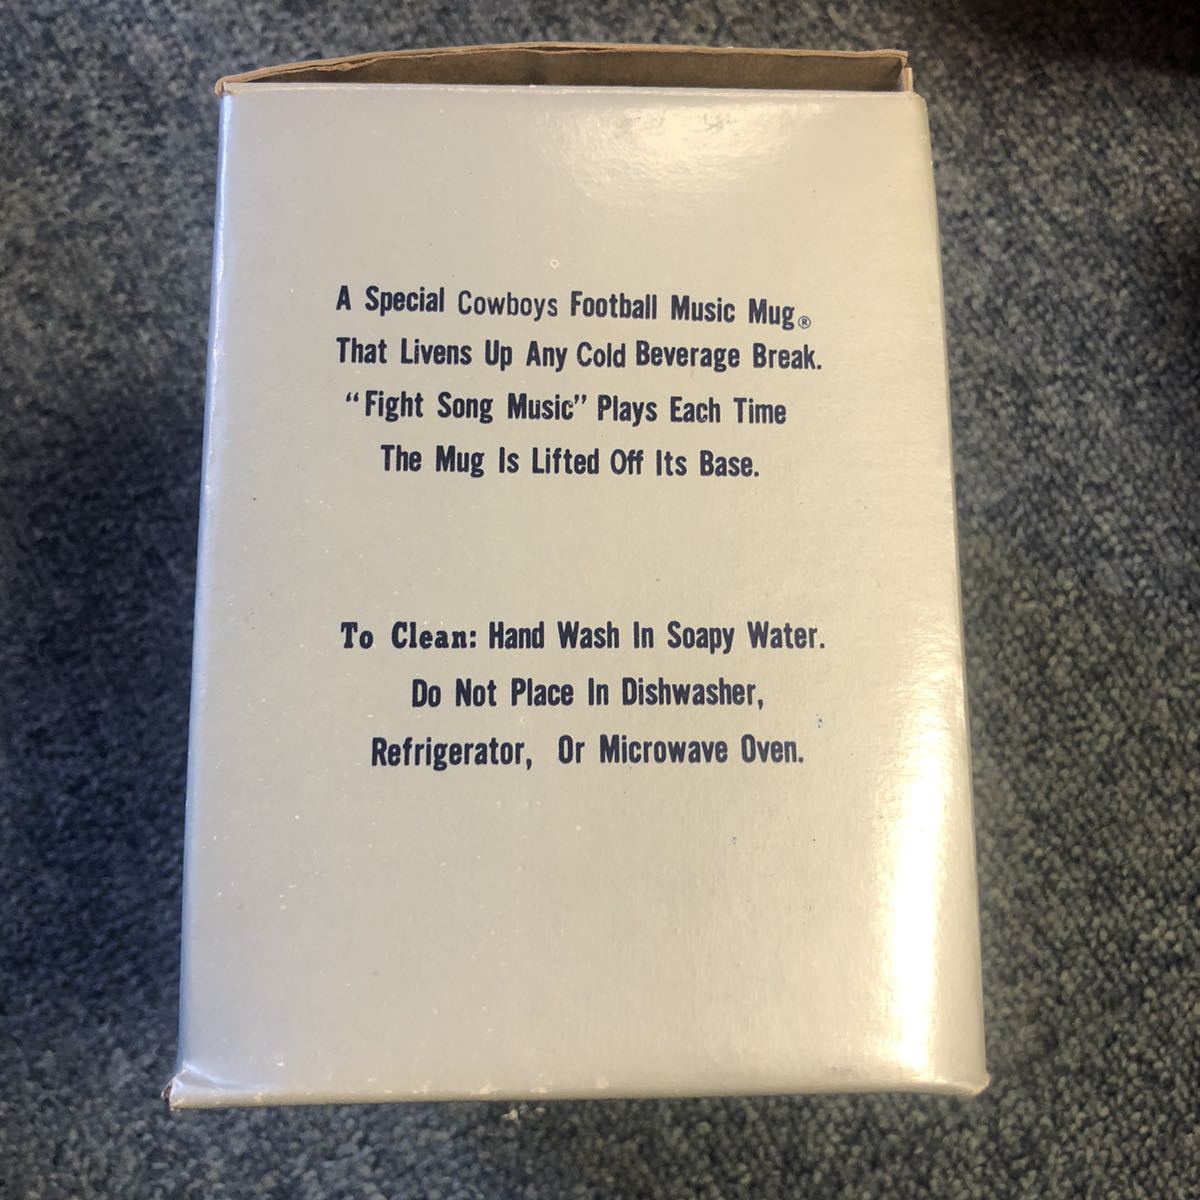 A Special Cowboys Football Music Mug®
That Livens Up Any Cold Beverage Break.
“Fight Song Music” Plays Each Time
The Mug Is Lifted Off Its Base.
To Clean: Hand Wash In Soapy Water.
Do Not Place In Dishwasher,
Refrigerator, Or Microwave Oven.